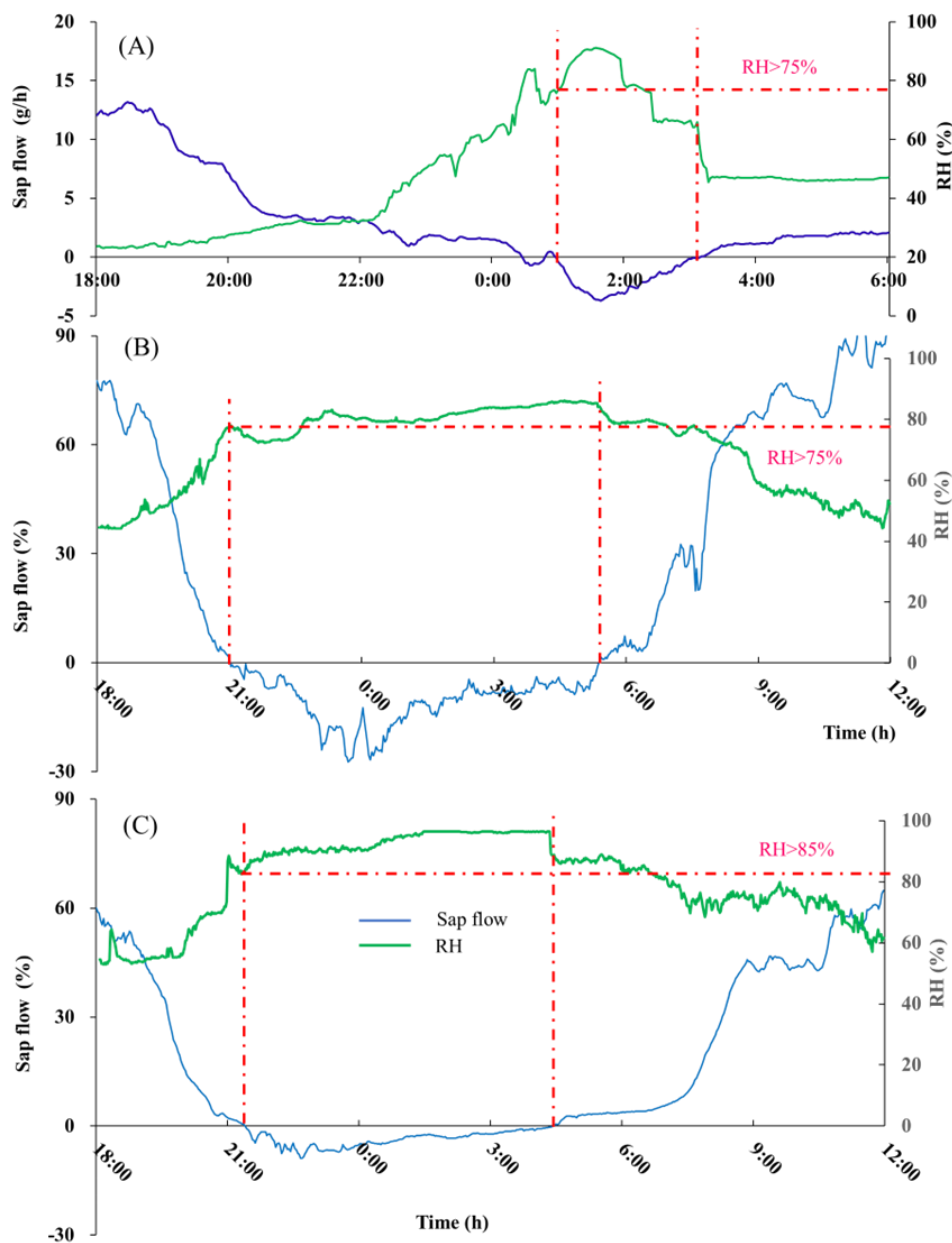 (A)
20
15
10
5
0
-5
Sap flow (g/h)
100
80
60
40
20
0
RH (%)
RH>75%
18:00 20:00 22:00 0:00 2:00 4:00 6:00
(B)
90
60
30
0
-30
Sap flow (%)
100
80
60
40
20
0
RH (%)
RH>75%
18:00 21:00 0:00 3:00 6:00 9:00 12:00
Time (h)
(C)
90
60
30
0
-30
Sap flow (%)
100
80
60
40
20
0
RH (%)
RH>85%
Sap flow
RH
18:00 21:00 0:00 3:00 6:00 9:00 12:00
Time (h)